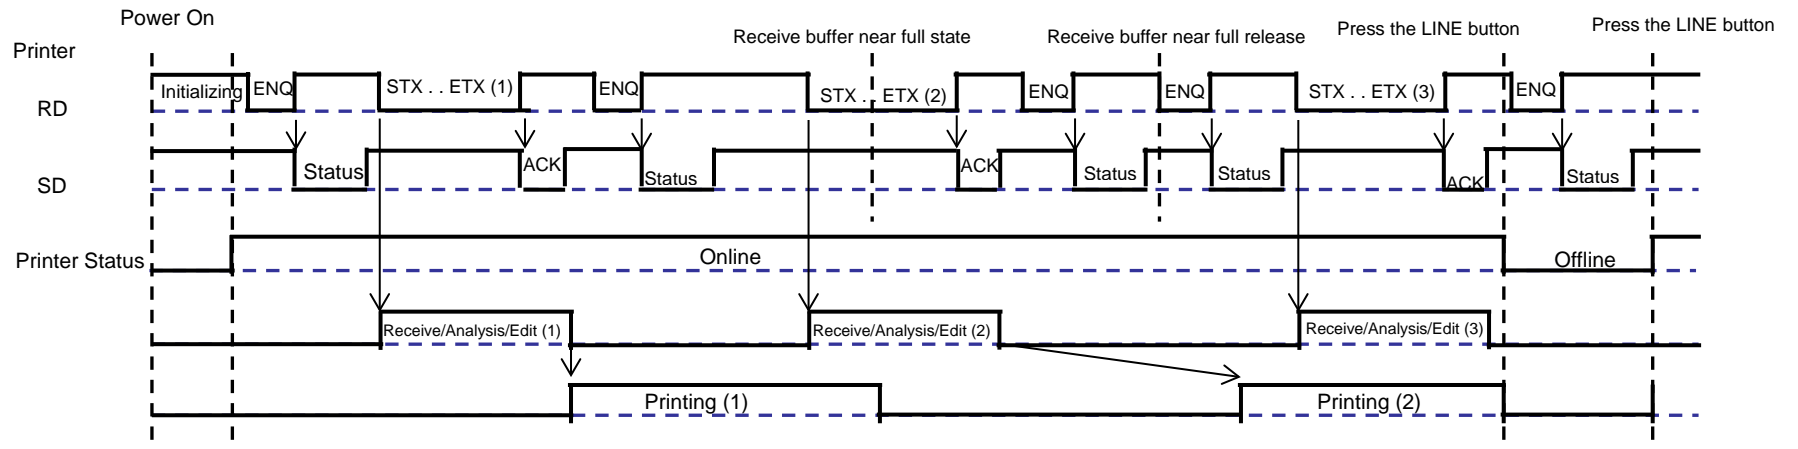 Power On
Receive buffer near full state
Receive buffer near full release
Press the LINE button
Press the LINE button
Printer
Initializing
ENQ
STX . . ETX (1)
ENQ
STX . . ETX (2)
ENQ
ENQ
STX . . ETX (3)
ENQ
RD
Status
ACK
Status
ACK
Status
Status
ACK
Status
SD
Printer Status
Online
Offline
Receive/Analysis/Edit (1)
Receive/Analysis/Edit (2)
Receive/Analysis/Edit (3)
Printing (1)
Printing (2)